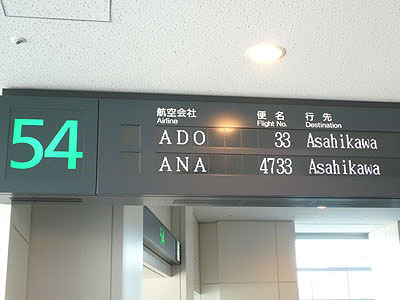 54
航空会社 便名 行先
Airline Flight No. Destination
ADO 33 Asahikawa
ANA 4733 Asahikawa
54